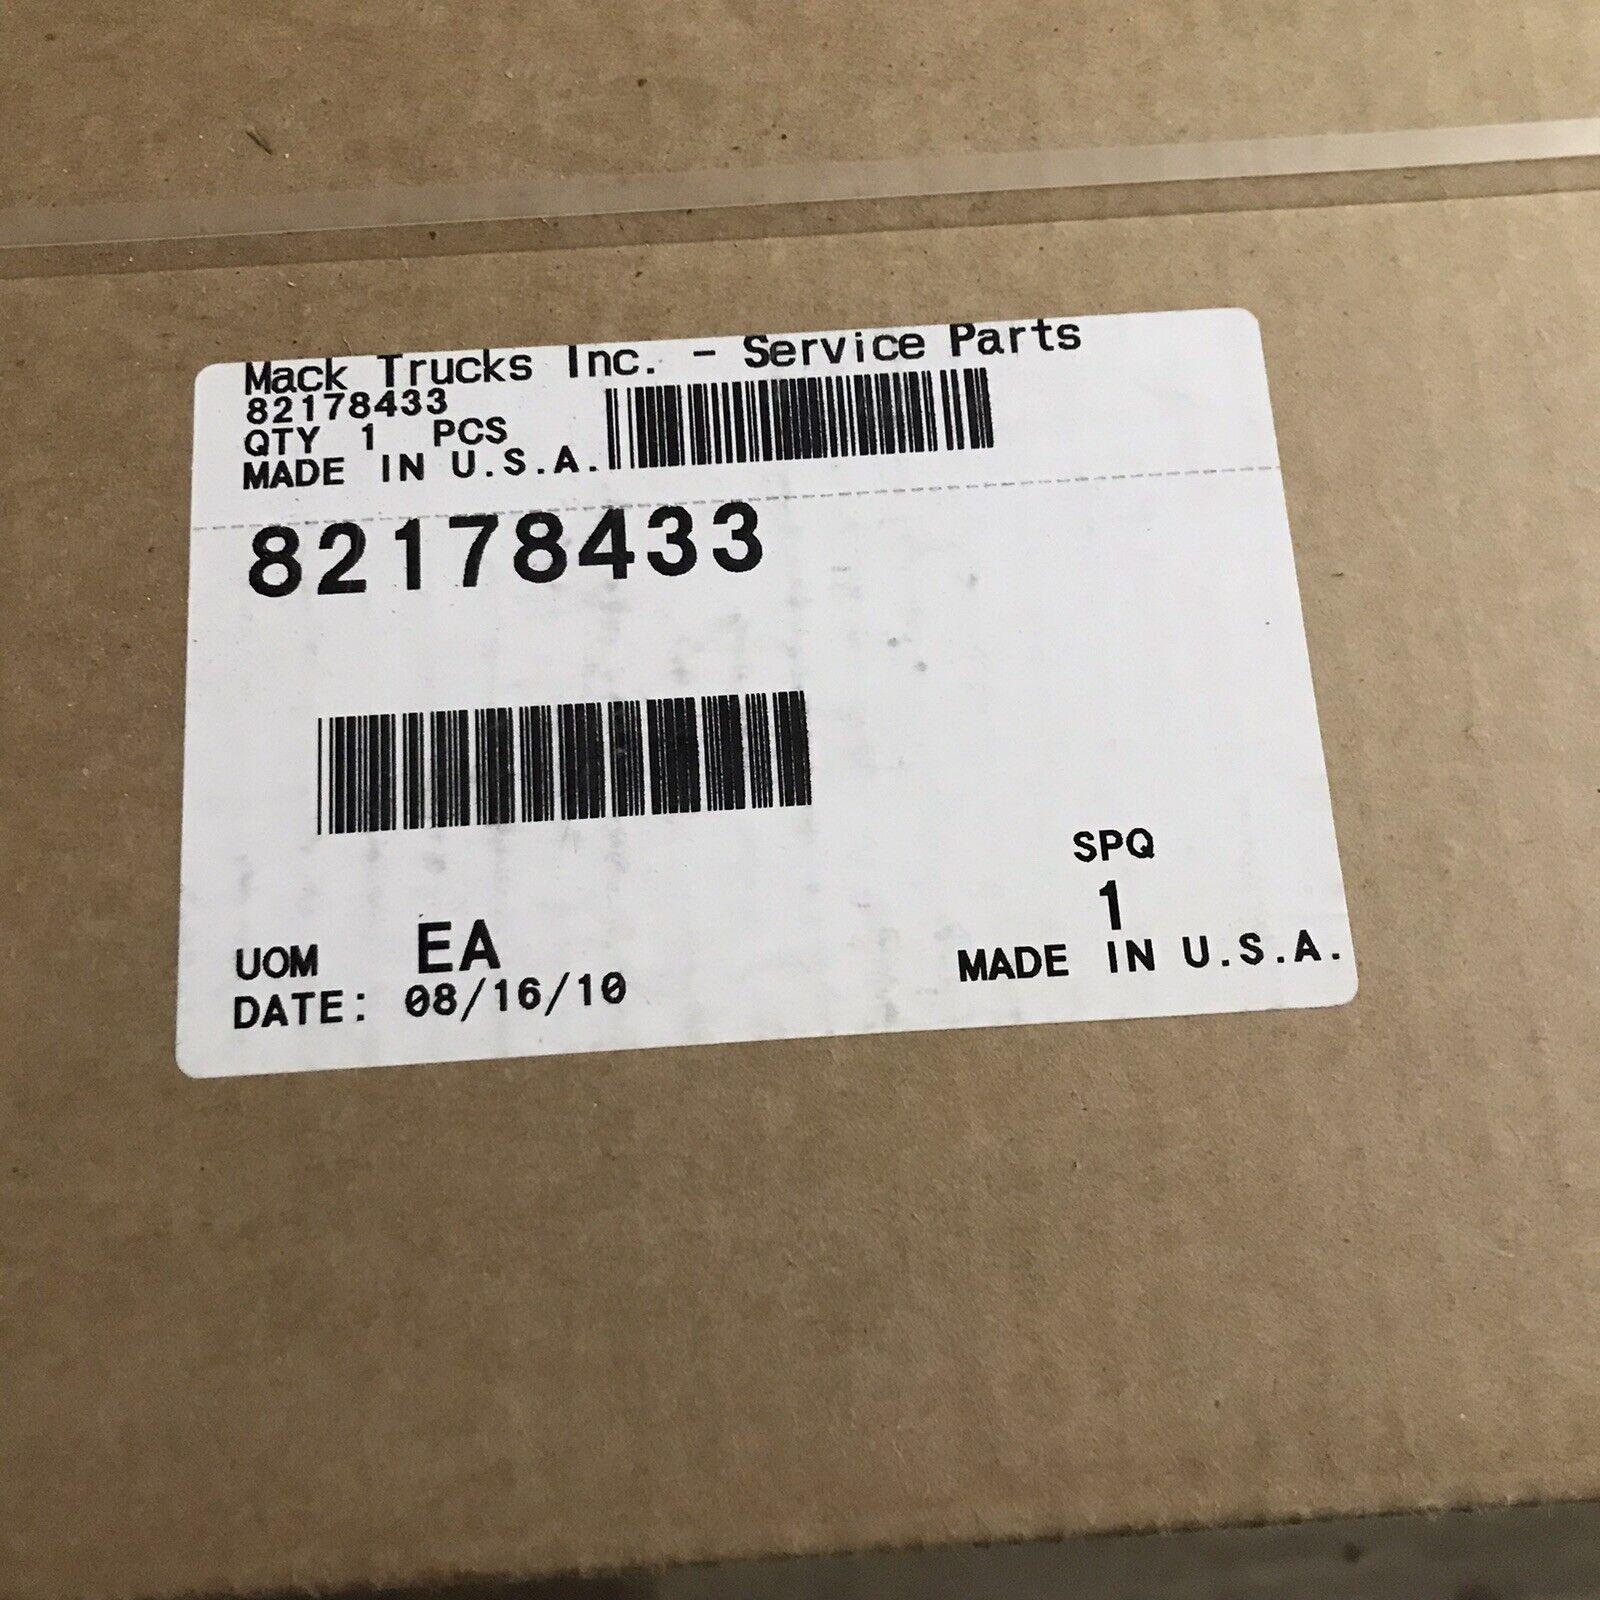 Mack Trucks Inc. - Service Parts
82178433
QTY 1 PCS
MADE IN U.S.A.
82178433
SPQ
1
UOM EA
MADE IN U.S.A.
DATE: 08/16/10